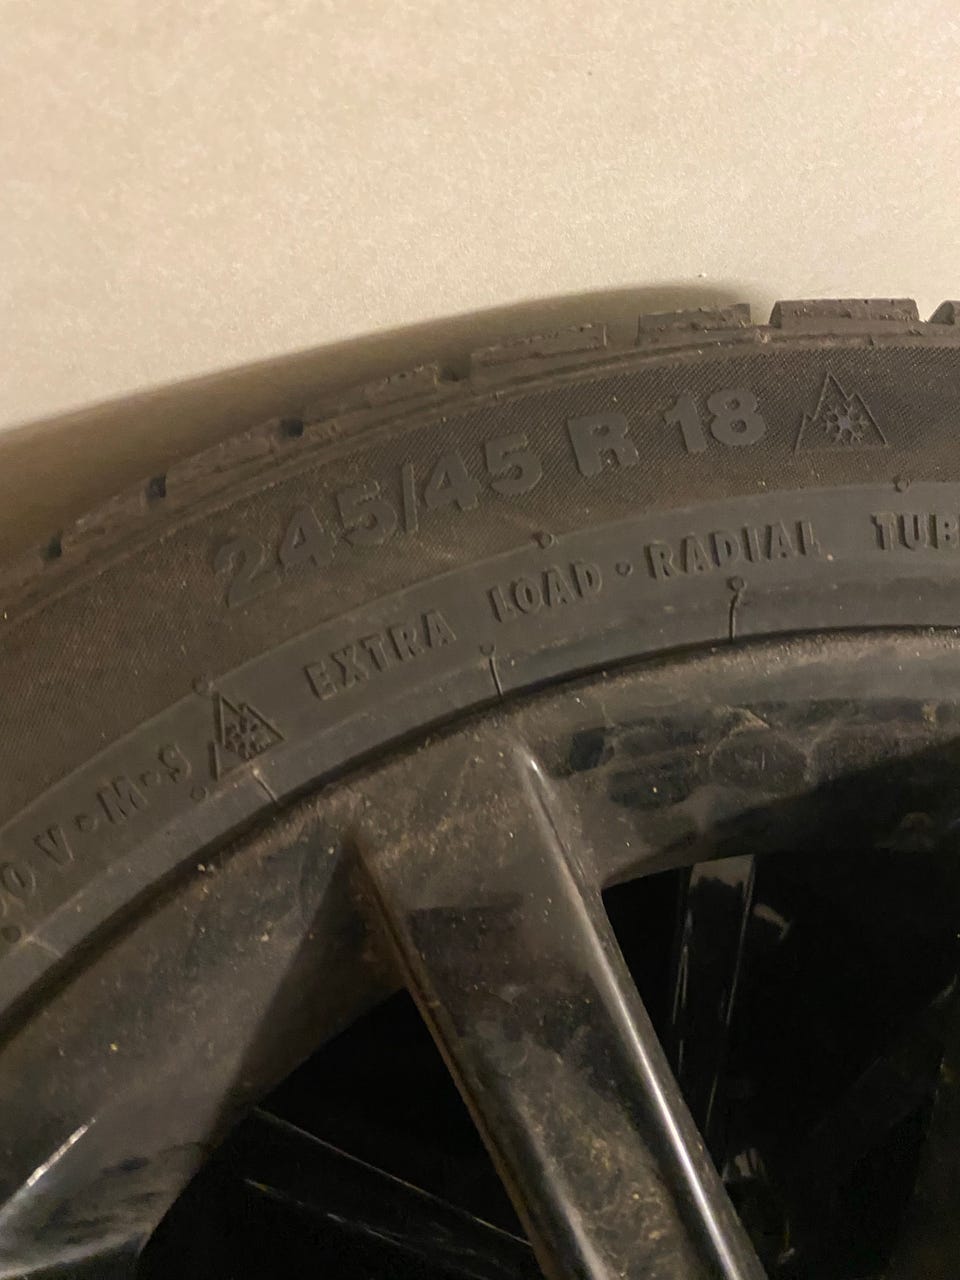 245/45 R 18
V · M·S EXTRA LOAD · RADIAL